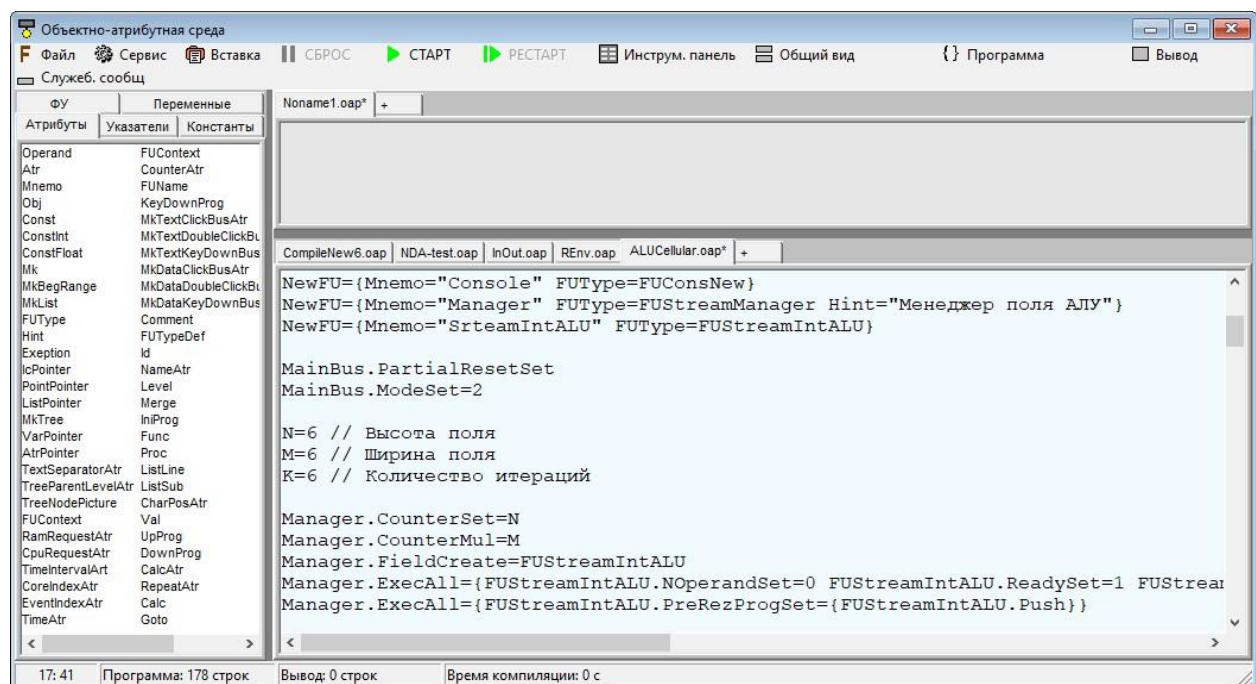 Объектно-атрибутная среда
F Файл Сервис Вставка СБРОС СТАРТ РЕСТАРТ Инструм. панель Общий вид {} Программа Вывод
Служеб. сообщ
ФУ Переменные
Атрибуты Указатели Константы
Operand FUContext
Atr CounterAtr
Mnemo FUName
Obj KeyDownProg
Const MkTextClickBusAtr
ConstInt MkTextDoubleClickBu
ConstFloat MkTextKeyDownBus
Mk MkDataClickBusAtr
MkBegRange MkDataDoubleClickBu
MkList MkDataKeyDownBus
FUType Comment
Hint FUTypeDef
Exeption Id
IcPointer NameAtr
PointPointer Level
ListPointer Merge
MkTree IniProg
VarPointer Func
AtrPointer Proc
TextSeparatorAtr ListLine
TreeParentLevelAtr ListSub
TreeNodePicture CharPosAtr
FUContext Val
RamRequestAtr UpProg
CpuRequestAtr DownProg
TimeIntervalArt CalcAtr
CoreIndexAtr RepeatAtr
EventIndexAtr Calc
TimeAtr Goto
Noname1.oap* +
CompileNew6.oap NDA-test.oap InOut.oap REnv.oap ALUCellular.oap* +
NewFU={Mnemo="Console" FUType=FUConsNew}
NewFU={Mnemo="Manager" FUType=FUStreamManager Hint="Менеджер поля АЛУ"}
NewFU={Mnemo="SrteamIntALU" FUType=FUStreamIntALU}
MainBus.PartialResetSet
MainBus.ModeSet=2
N=6 // Высота поля
M=6 // Ширина поля
K=6 // Количество итераций
Manager.CounterSet=N
Manager.CounterMul=M
Manager.FieldCreate=FUStreamIntALU
Manager.ExecAll={FUStreamIntALU.NOperandSet=0 FUStreamIntALU.ReadySet=1 FUStrear
Manager.ExecAll={FUStreamIntALU.PreRezProgSet={FUStreamIntALU.Push}}
17: 41 Программа: 178 строк Вывод: 0 строк Время компиляции: 0 с